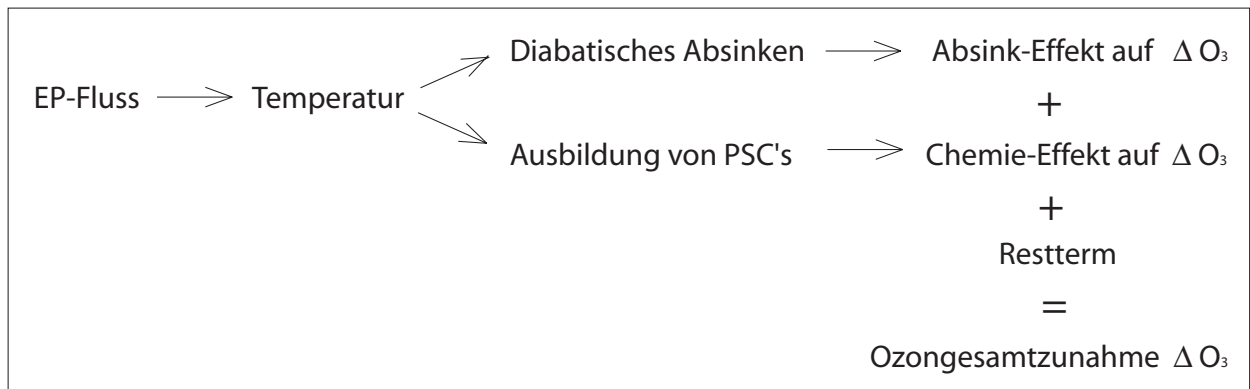 Diabatisches Absinken Absink-Effekt auf Δ O₃
EP-Fluss Temperatur +
Ausbildung von PSC's Chemie-Effekt auf Δ O₃
+
Restterm
=
Ozongesamtzunahme Δ O₃